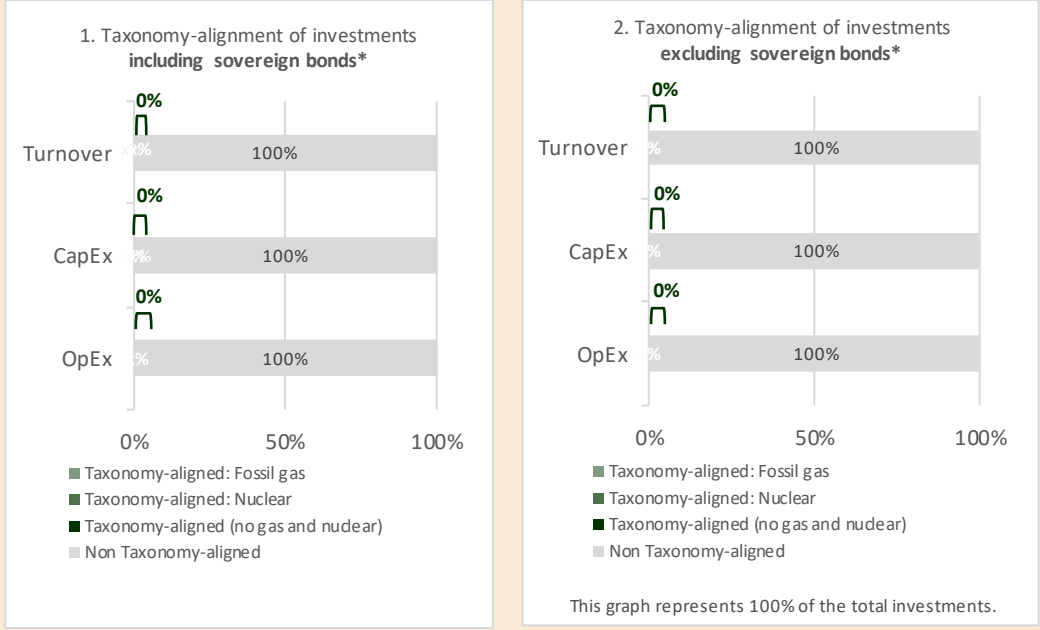 1. Taxonomy-alignment of investments
including sovereign bonds*
0%
Turnover
100%
0%
CapEx
100%
0%
OpEx
100%
0% 50% 100%
Taxonomy-aligned: Fossil gas
Taxonomy-aligned: Nuclear
Taxonomy-aligned (no gas and nuclear)
Non Taxonomy-aligned
2. Taxonomy-alignment of investments
excluding sovereign bonds*
0%
Turnover
% 100%
0%
CapEx
% 100%
0%
OpEx
% 100%
0% 50% 100%
Taxonomy-aligned: Fossil gas
Taxonomy-aligned: Nuclear
Taxonomy-aligned (no gas and nuclear)
Non Taxonomy-aligned
This graph represents 100% of the total investments.